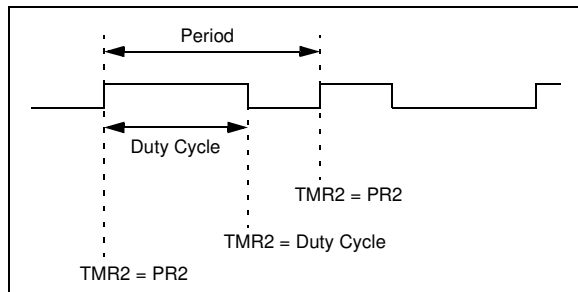 Period
Duty Cycle
TMR2 = PR2
TMR2 = Duty Cycle
TMR2 = PR2